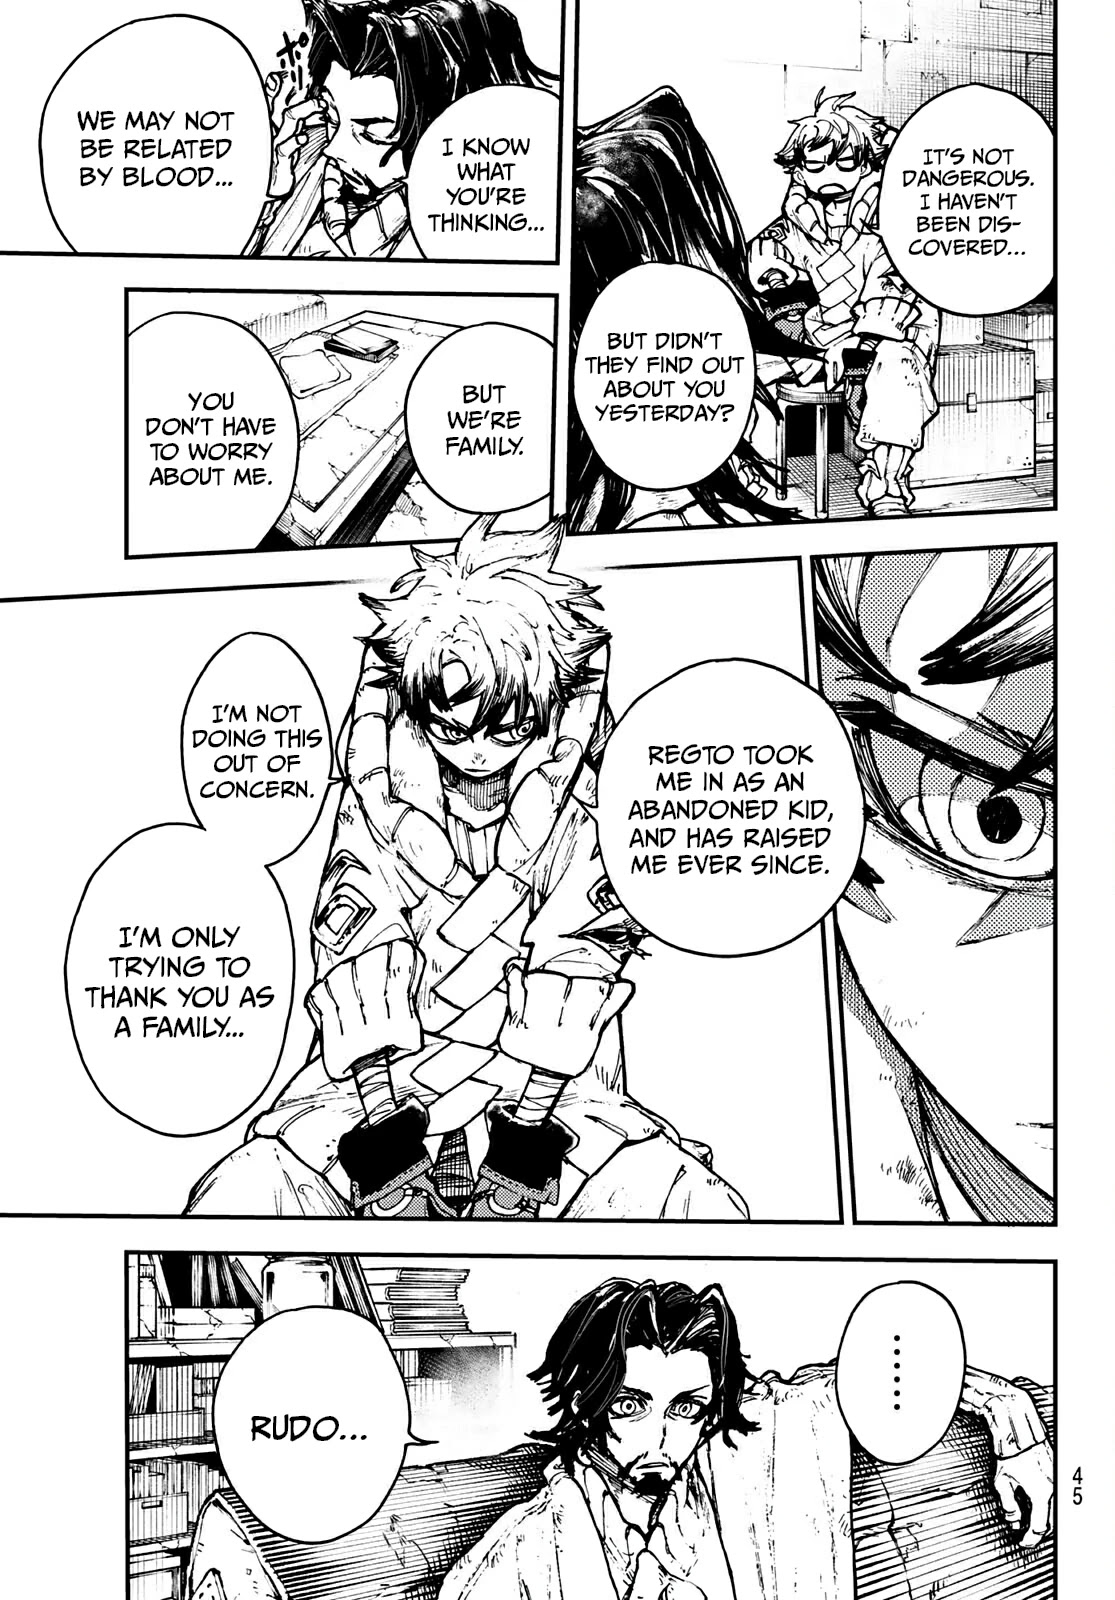 IT'S NOT
DANGEROUS.
I HAVEN'T
BEEN DIS-
COVERED...
BUT DIDN'T
THEY FIND OUT
ABOUT YOU
YESTERDAY?
I KNOW
WHAT
YOU'RE
THINKING...
ポリ
WE MAY NOT
BE RELATED
BY BLOOD...
BUT
WE'RE
FAMILY.
YOU
DON'T HAVE
TO WORRY
ABOUT ME.
REGTO TOOK
ME IN AS AN
ABANDONED KID,
AND HAS RAISED
ME EVER SINCE.
I'M NOT
DOING THIS
OUT OF
CONCERN.
I'M ONLY
TRYING TO
THANK YOU AS
A FAMILY...
......
RUDO...
45